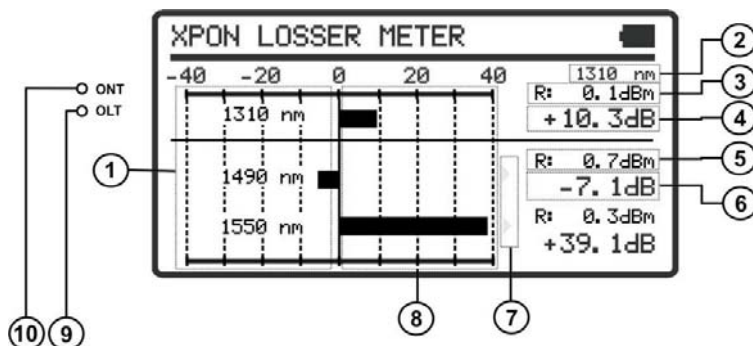 XPON LOSSER METER
-40 -20 0 20 40
1310 nm
R: 0.1dBm
+10.3dB
1310 nm
1490 nm
R: 0.7dBm
-7.1dB
1550 nm
R: 0.3dBm
+39.1dB
ONT
OLT
1
2
3
4
5
6
7
8
9
10